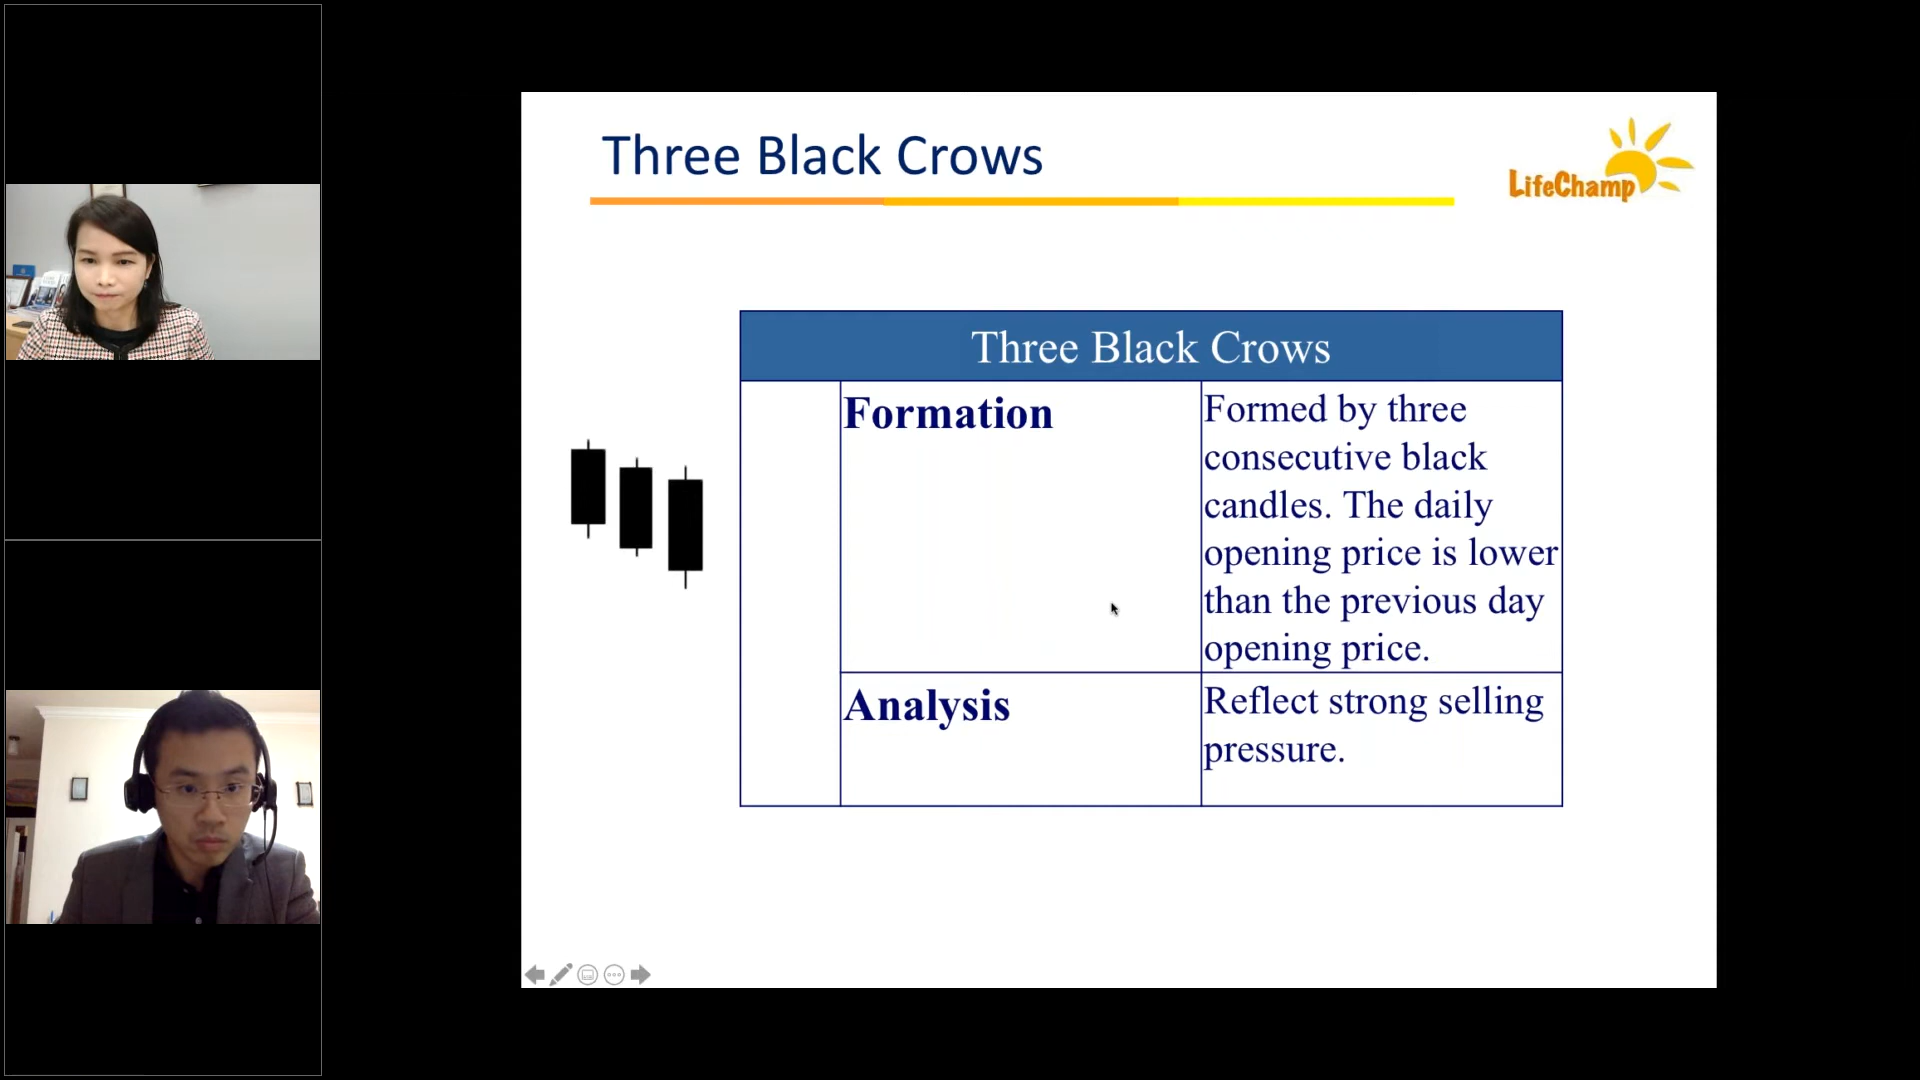 Three Black Crows
LifeChamp
Three Black Crows
Formation
Formed by three
consecutive black
candles. The daily
opening price is lower
than the previous day
opening price.
Analysis
Reflect strong selling
pressure.